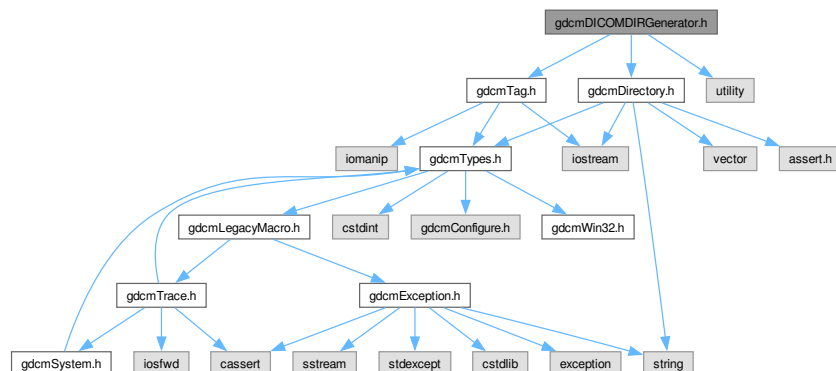 gdcmDICOMDIRGenerator.h
gdcmTag.h
gdcmDirectory.h
utility
iomanip
gdcmTypes.h
iostream
vector
assert.h
gdcmLegacyMacro.h
cstdint
gdcmConfigure.h
gdcmWin32.h
gdcmTrace.h
gdcmException.h
gdcmSystem.h
iosfwd
cassert
sstream
stdexcept
cstdlib
exception
string